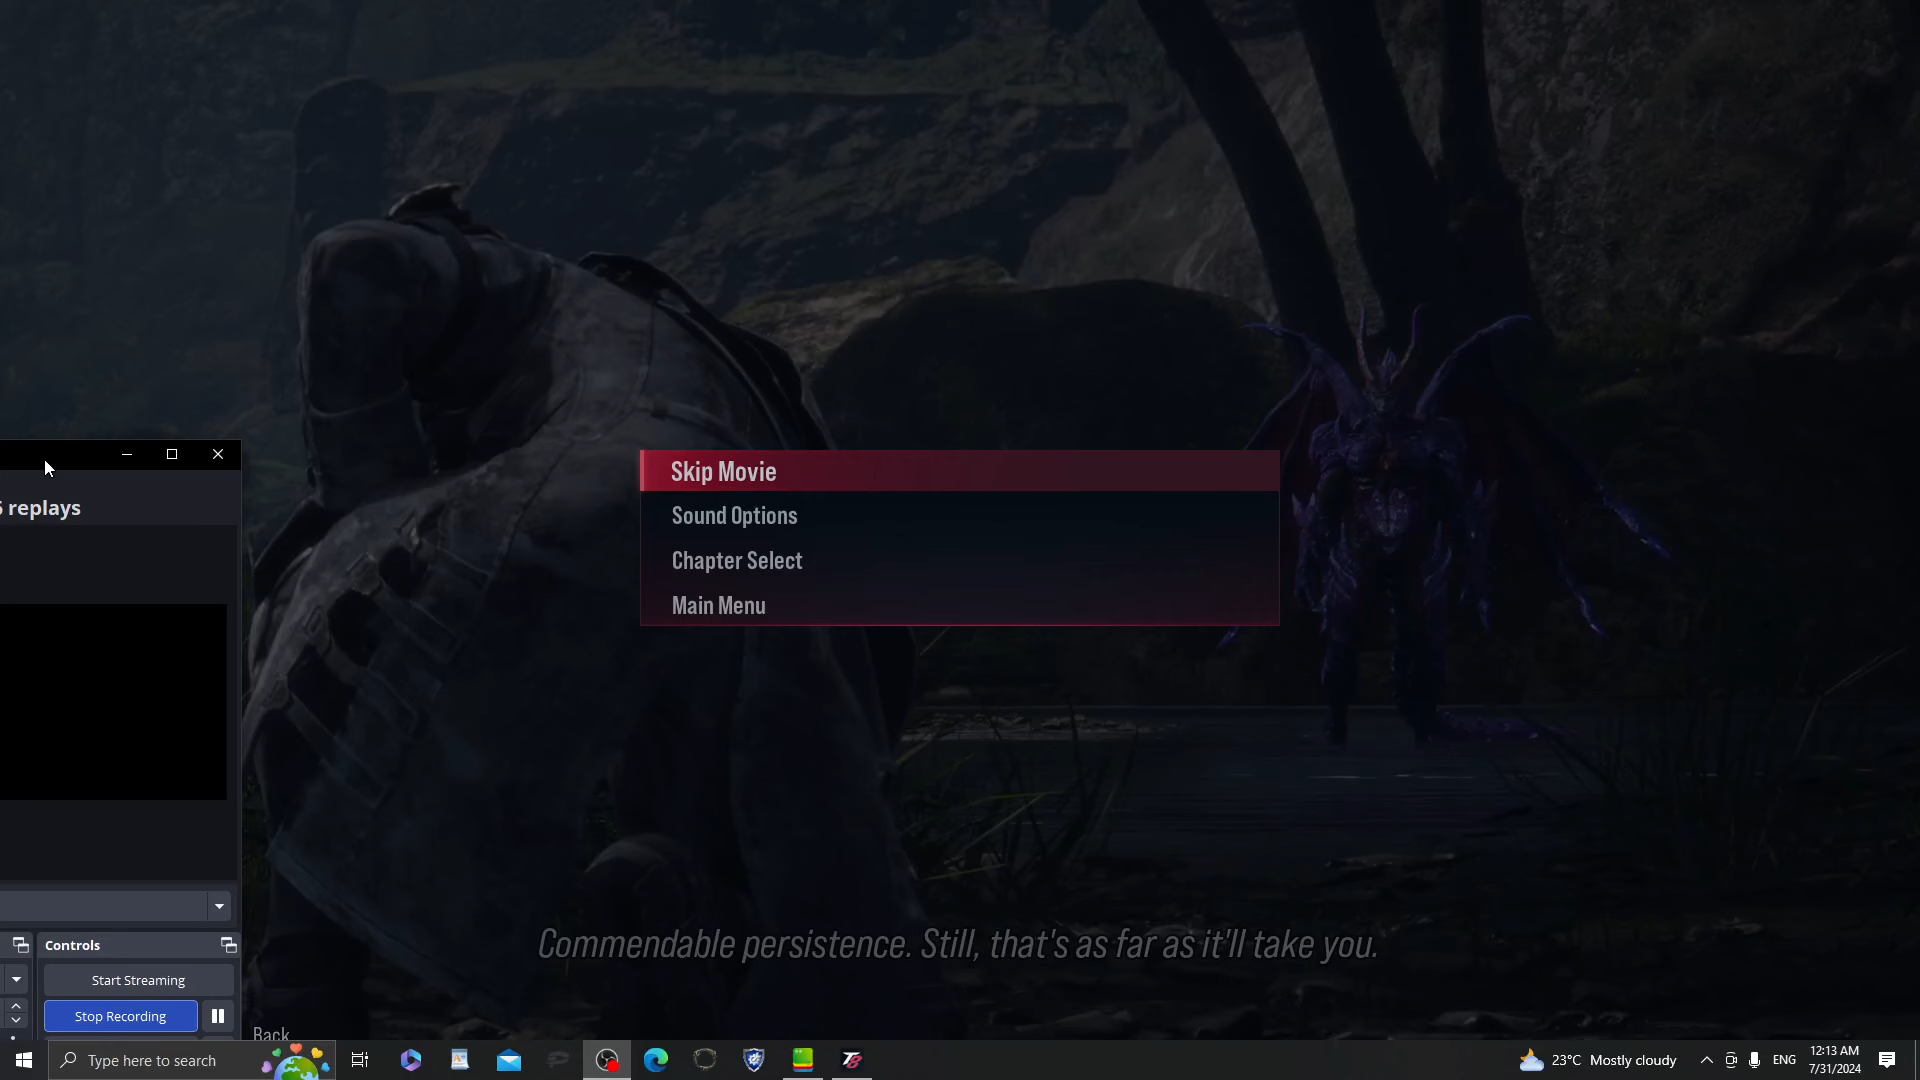 Skip Movie
Sound Options
Chapter Select
Main Menu
replays
Commendable persistence. Still, that's as far as it'll take you.
Controls
Start Streaming
Stop Recording
Back
Type here to search
23°C Mostly cloudy
ENG
12:13 AM
7/31/2024